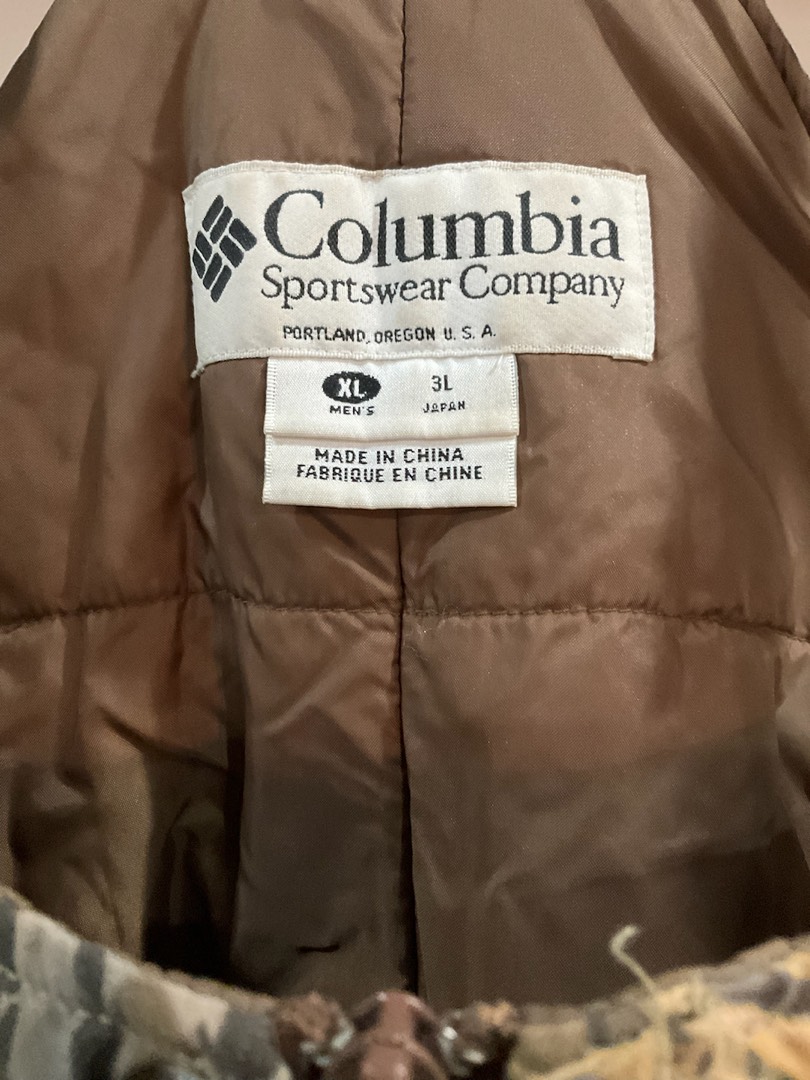 Columbia
Sportswear Company
PORTLAND, OREGON U. S. A.
XL 3L
MEN'S JAPAN
MADE IN CHINA
FABRIQUE EN CHINE